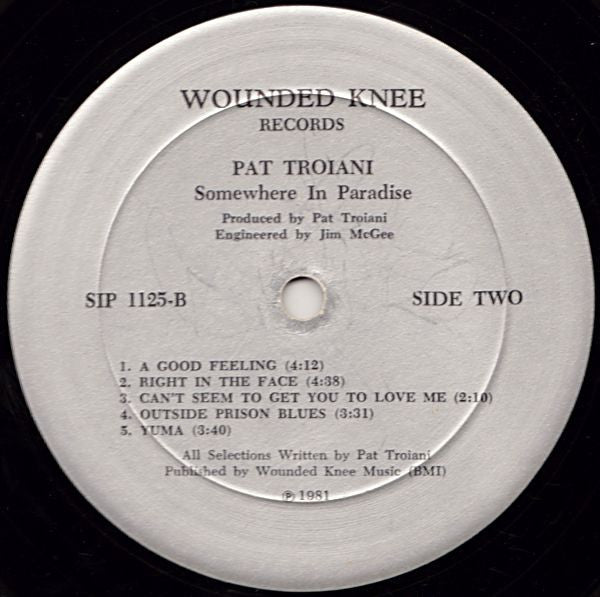 WOUNDED KNEE
RECORDS
PAT TROIANI
Somewhere In Paradise
Produced by Pat Troiani
Engineered by Jim McGee
SIP 1125-B SIDE TWO
1. A GOOD FEELING (4:12)
2. RIGHT IN THE FACE (4:38)
3. CAN'T SEEM TO GET YOU TO LOVE ME (2:10)
4. OUTSIDE PRISON BLUES (3:31)
5. YUMA (3:40)
All Selections Written by Pat Troiani
Published by Wounded Knee Music (BMI)
℗ 1981